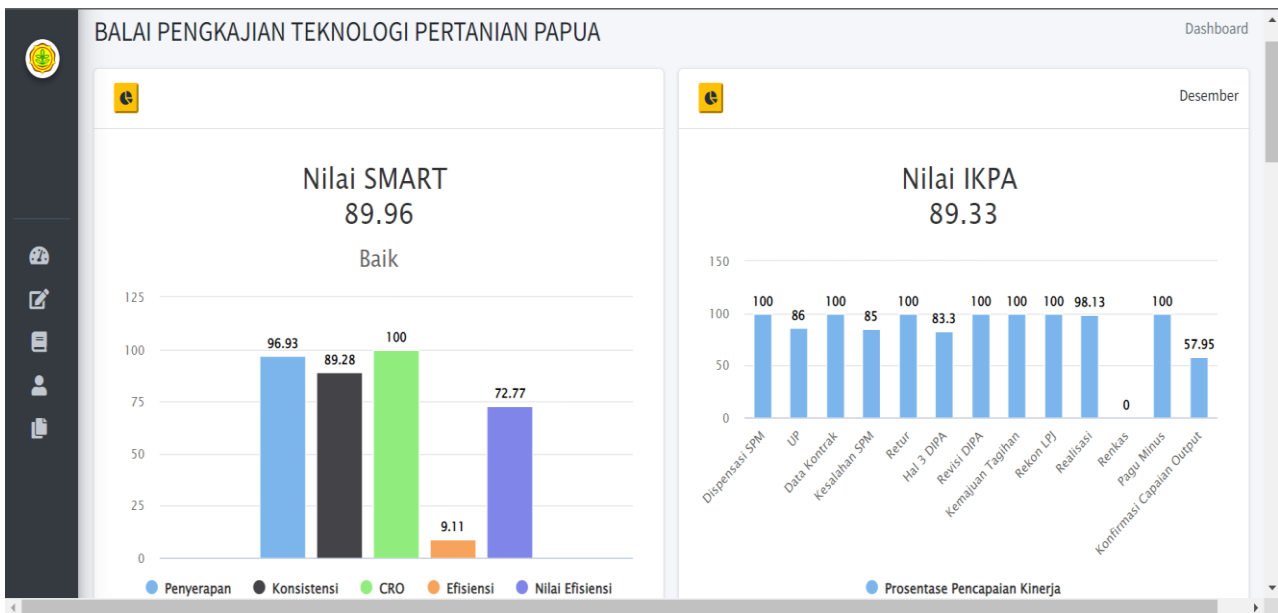 BALAI PENGKAJIAN TEKNOLOGI PERTANIAN PAPUA
Dashboard
Nilai SMART
89.96
Baik
125
100
75
50
25
0
96.93
89.28
100
9.11
72.77
Penyerapan Konsistensi CRO Efisiensi Nilai Efisiensi
Desember
Nilai IKPA
89.33
150
100
50
0
100 86 100 85 100 83.3 100 100 100 98.13 0 100 57.95
Dispensasi SPM
UP
Data Kontrak
Kesalahan SPM
Retur
Hal 3 DIPA
Revisi DIPA
Kemajuan Tagihan
Rekon LPJ
Realisasi
Renkas
Pagu Minus
Konfirmasi Capaian Output
Prosentase Pencapaian Kinerja